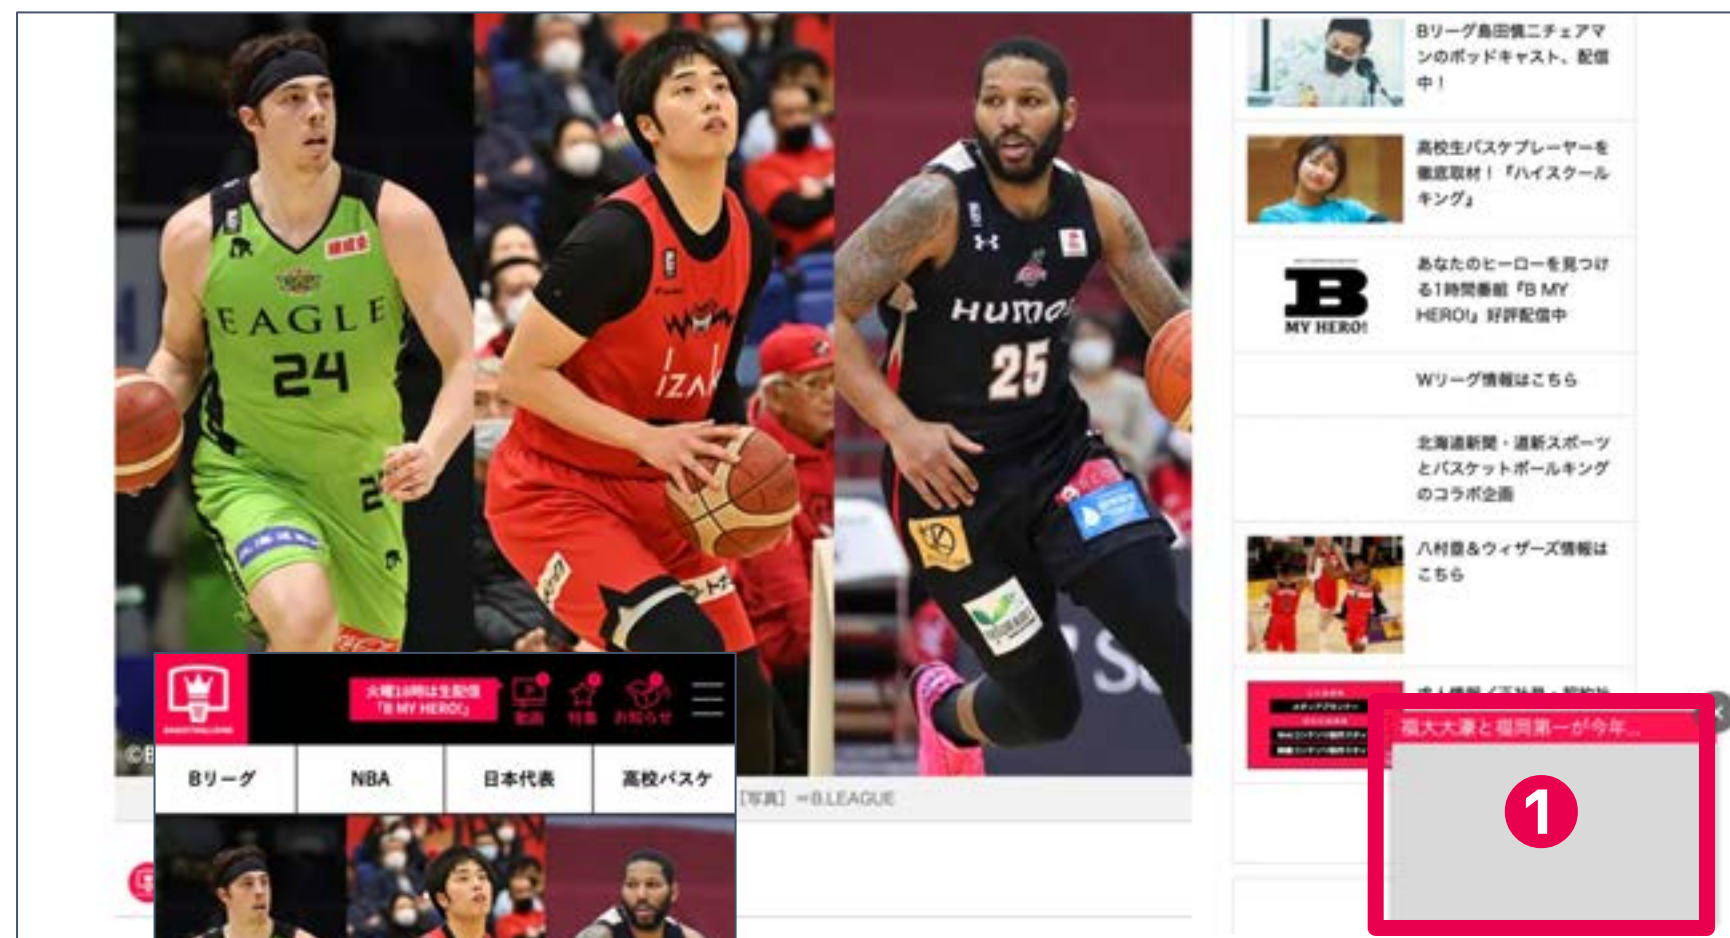 EAGLE
24
練成会
IZAK
HUMO
25
Bリーグ島田慎二チェアマ
ンのポッドキャスト、配信
中！
高校生バスケプレーヤーを
徹底取材！『ハイスクール
キング』
B
MY HERO!
あなたのヒーローを見つけ
る1時間番組『B MY
HERO!』好評配信中
Wリーグ情報はこちら
北海道新聞・道新スポーツ
とバスケットボールキング
のコラボ企画
八村塁＆ウィザーズ情報は
こちら
福大大濠と福岡第一が今年...
1
火曜18時は生配信
「B MY HERO!」
動画
特集
お知らせ
Bリーグ
NBA
日本代表
高校バスケ
［写真］＝B.LEAGUE